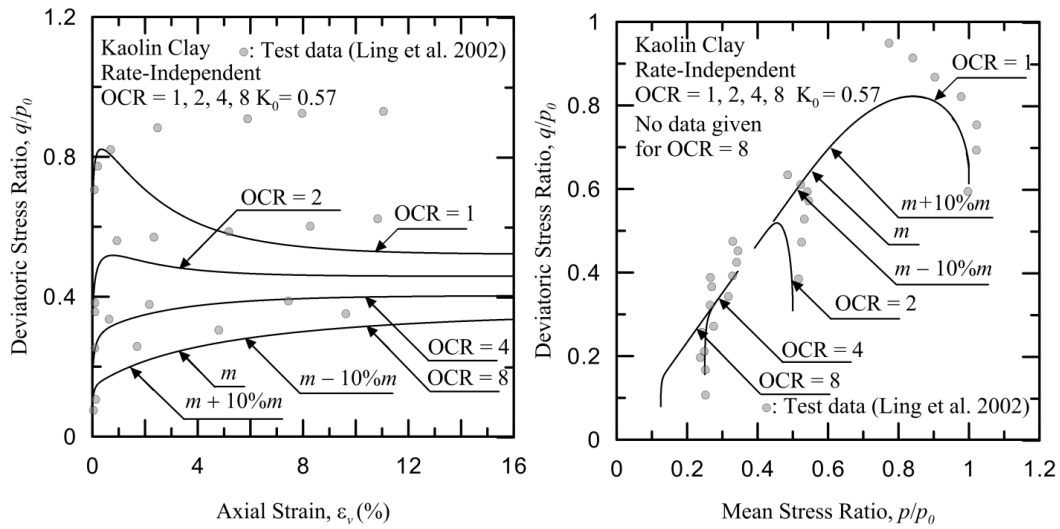 Kaolin Clay
: Test data (Ling et al. 2002)
Rate-Independent
OCR = 1, 2, 4, 8 K₀ = 0.57
OCR = 2
OCR = 1
OCR = 4
OCR = 8
m
m − 10%m
m + 10%m
1.2
0.8
0.4
0
0
4
8
12
16
Deviatoric Stress Ratio, q/p₀
Axial Strain, εᵥ (%)
Kaolin Clay
Rate-Independent
OCR = 1, 2, 4, 8 K₀ = 0.57
No data given
for OCR = 8
OCR = 1
m+10%m
m
m − 10%m
OCR = 2
OCR = 4
OCR = 8
: Test data (Ling et al. 2002)
1
0.8
0.6
0.4
0.2
0
0
0.2
0.4
0.6
0.8
1
1.2
Deviatoric Stress Ratio, q/p₀
Mean Stress Ratio, p/p₀